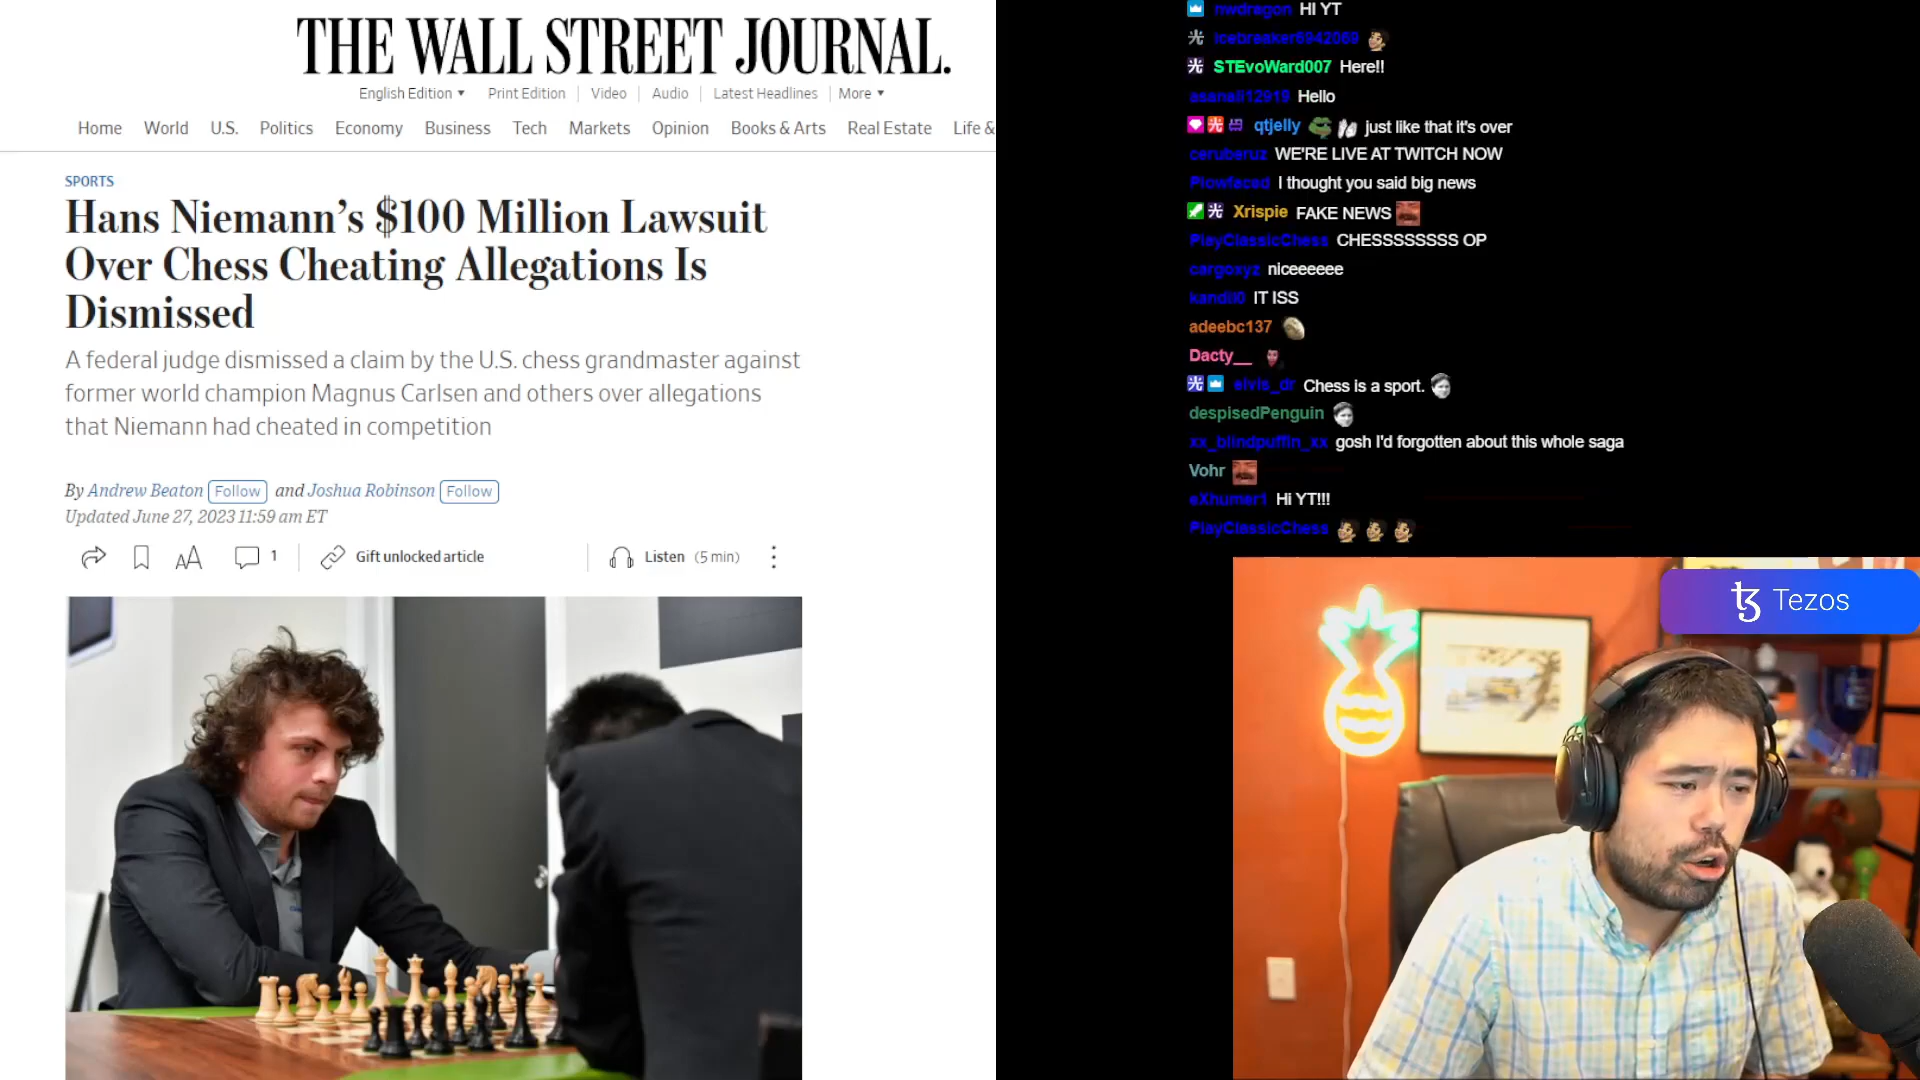 THE WALL STREET JOURNAL.
English Edition
Print Edition
Video
Audio
Latest Headlines
More
Home
World
U.S.
Politics
Economy
Business
Tech
Markets
Opinion
Books & Arts
Real Estate
Life &
SPORTS
Hans Niemann’s $100 Million Lawsuit
Over Chess Cheating Allegations Is
Dismissed
A federal judge dismissed a claim by the U.S. chess grandmaster against
former world champion Magnus Carlsen and others over allegations
that Niemann had cheated in competition
By Andrew Beaton Follow and Joshua Robinson Follow
Updated June 27, 2023 11:59 am ET
1
Gift unlocked article
Listen (5 min)
nwdregon HI YT
icebreaker6942069
STEvoWard007 Here!!
asanali12919 Hello
qtjelly just like that it's over
ceruberuz WE'RE LIVE AT TWITCH NOW
Plowfaced I thought you said big news
Xrispie FAKE NEWS
PlayClassicChess CHESSSSSSSS OP
cargoxyz niceeeeee
kandil0 IT ISS
adeebc137
Dacty__
elvis_dr Chess is a sport.
despisedPenguin
xx_blindpuffin_xx gosh I'd forgotten about this whole saga
Vohr
eXhumer1 Hi YT!!!
PlayClassicChess
Tezos